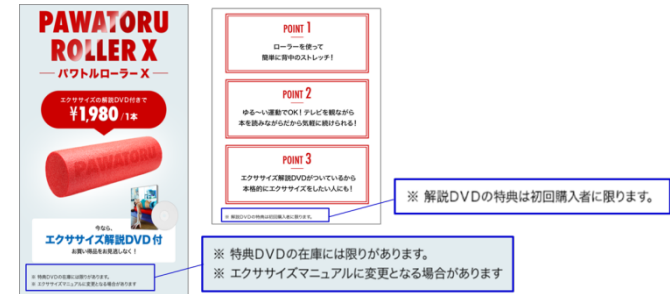 PAWATORU
ROLLER X
パワトルローラーX
エクササイズの解説DVD付きで
¥1,980/1本
PAWATORU
今なら、
エクササイズ解説DVD付
お買い得品をお見逃しなく！
※ 特典DVDの在庫には限りがあります。
※ エクササイズマニュアルに変更となる場合があります
POINT 1
ローラーを使って
簡単に背中のストレッチ！
POINT 2
ゆる〜い運動でOK！テレビを観ながら
本を読みながらだから気軽に続けられる！
POINT 3
エクササイズ解説DVDがついているから
本格的にエクササイズをしたい人にも！
※ 解説DVDの特典は初回購入者に限ります。
※ 解説DVDの特典は初回購入者に限ります。
※ 特典DVDの在庫には限りがあります。
※ エクササイズマニュアルに変更となる場合があります